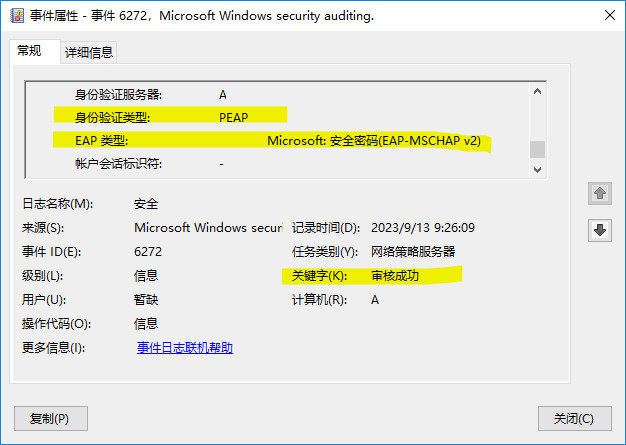 事件属性 - 事件 6272，Microsoft Windows security auditing.
常规 详细信息
身份验证服务器: A
身份验证类型: PEAP
EAP 类型: Microsoft: 安全密码(EAP-MSCHAP v2)
帐户会话标识符: -
日志名称(M): 安全
来源(S): Microsoft Windows securi 记录时间(D): 2023/9/13 9:26:09
事件 ID(E): 6272 任务类别(Y): 网络策略服务器
级别(L): 信息 关键字(K): 审核成功
用户(U): 暂缺 计算机(R): A
操作代码(O): 信息
更多信息(I): 事件日志联机帮助
复制(P) 关闭(C)